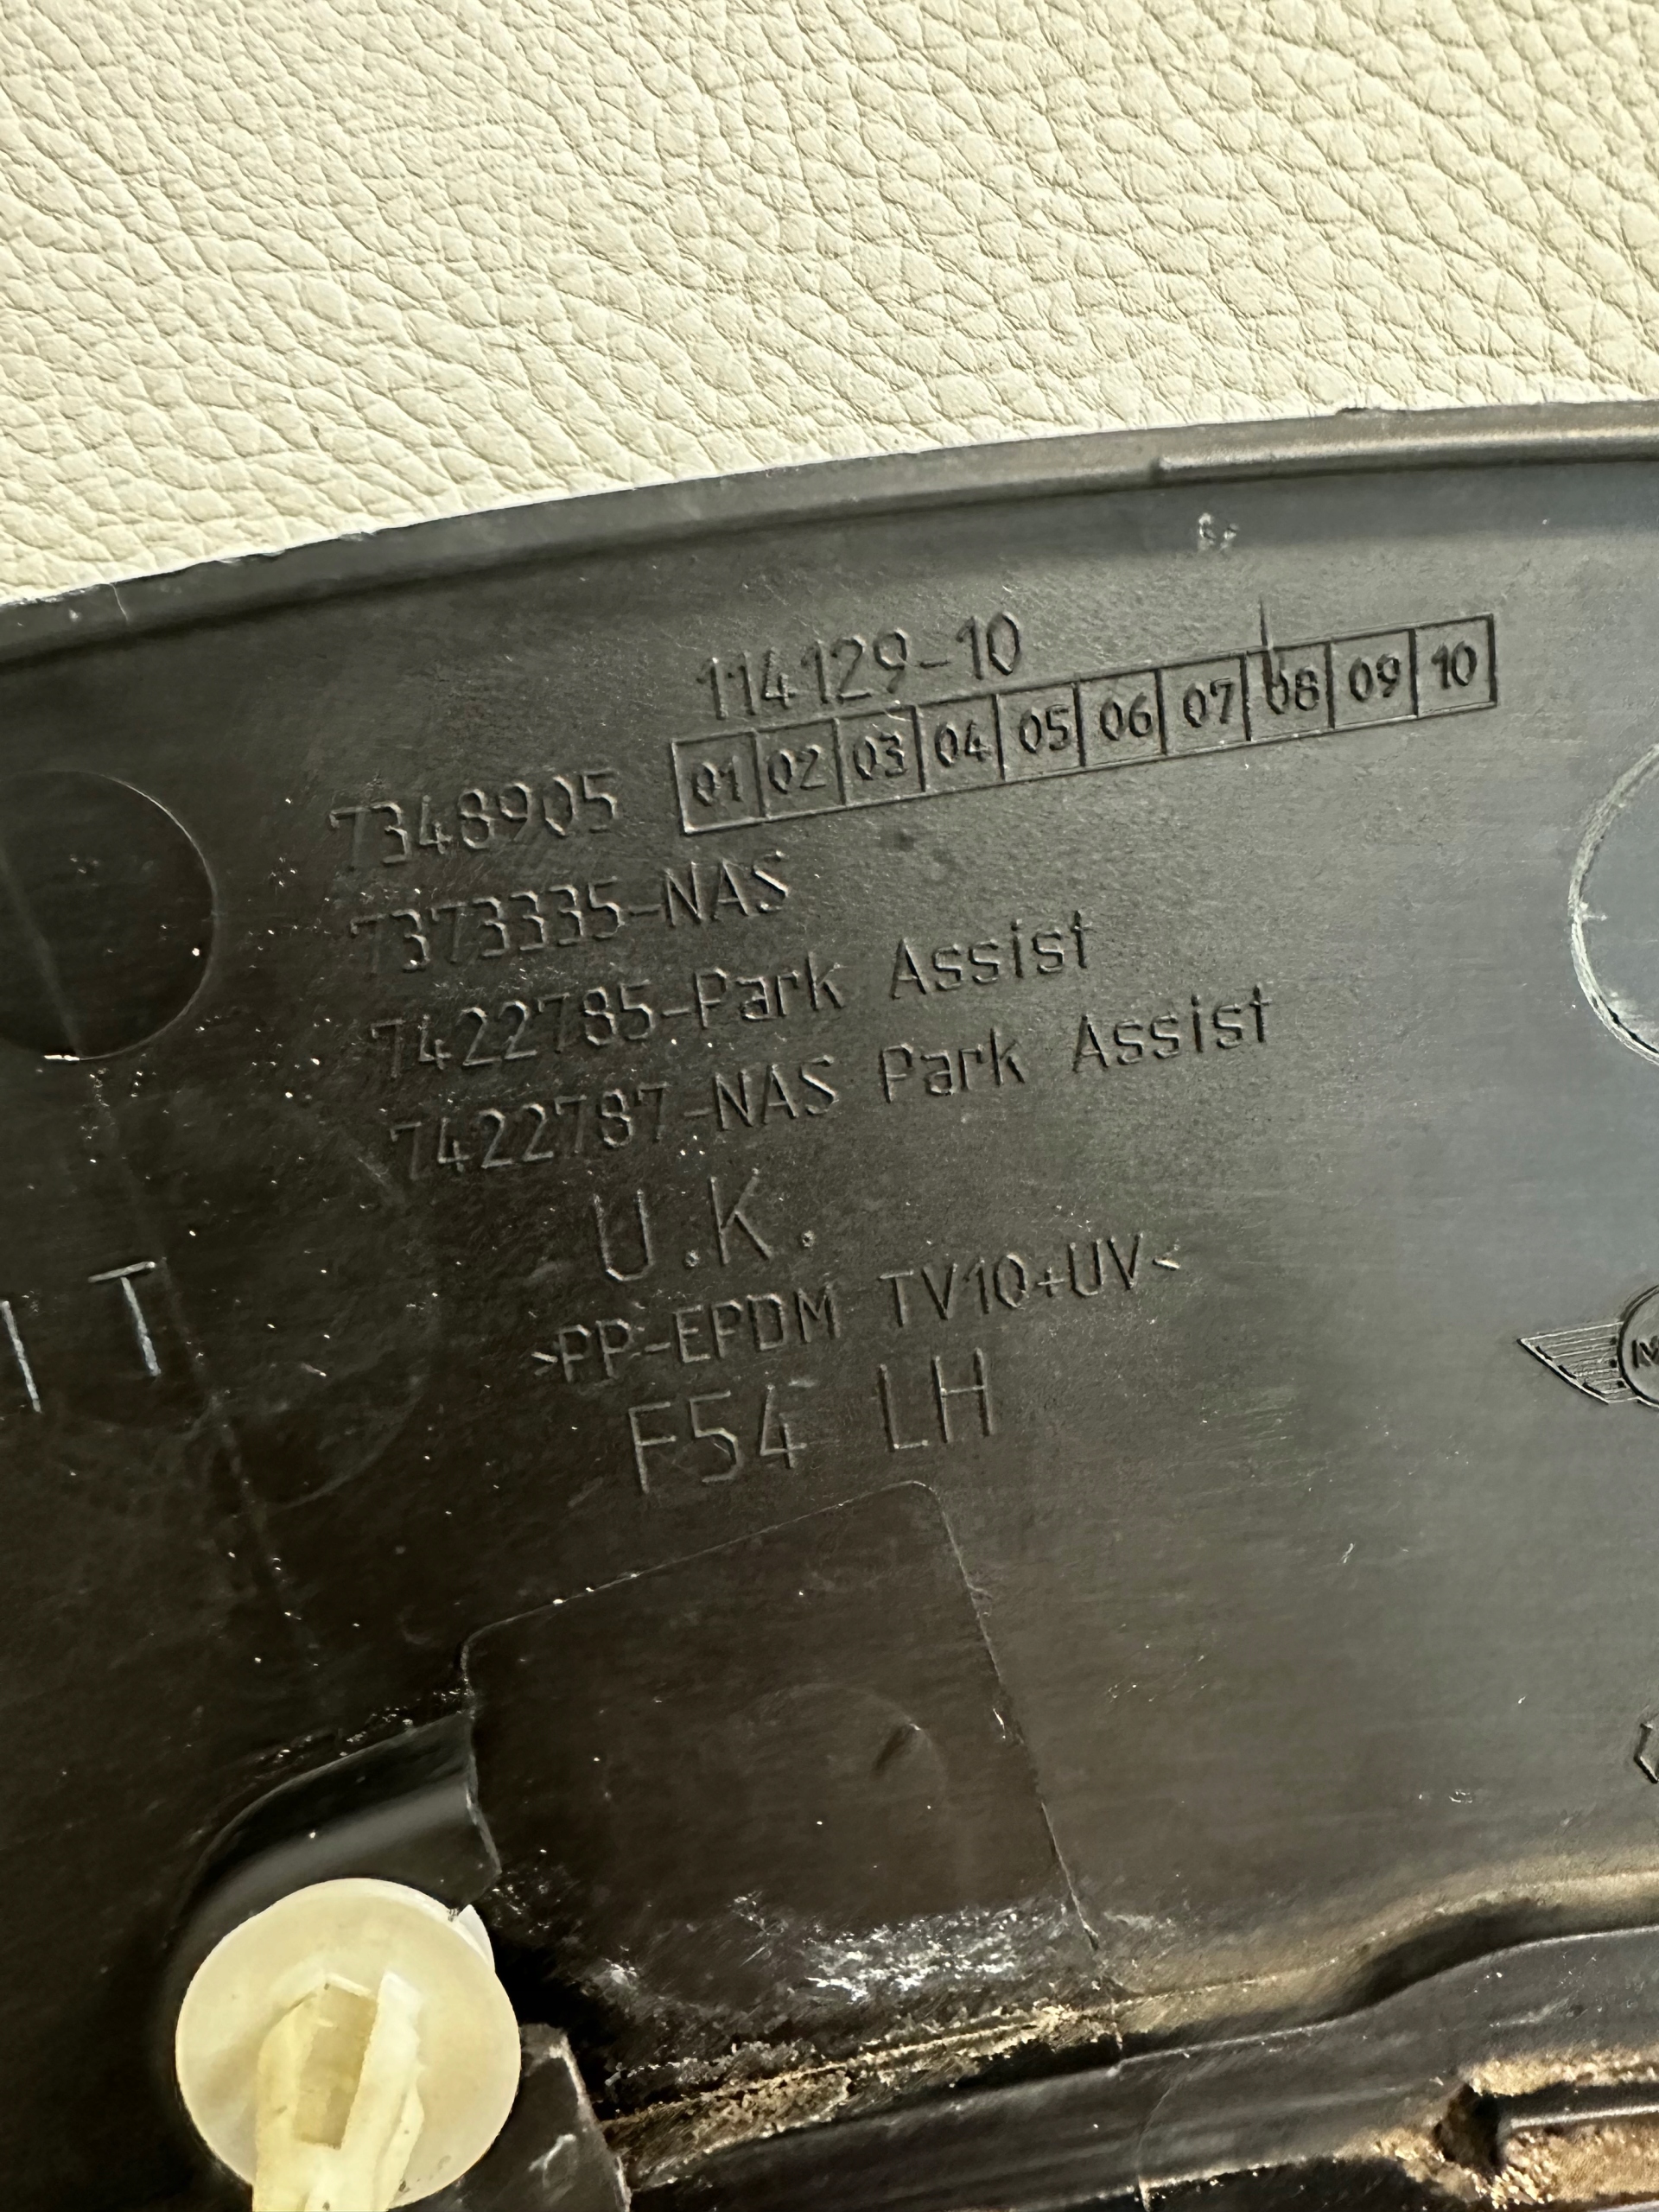 114129-10
01 02 03 04 05 06 07 08 09 10
7348905
7373335-NAS
7422785-Park Assist
7422787-NAS Park Assist
U.K.
>PP-EPDM TV10+UV<
F54 LH
IT